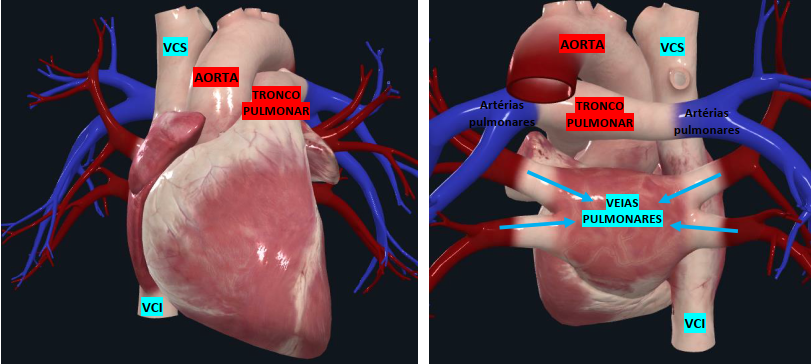 VCS
AORTA
TRONCO
PULMONAR
VCI
AORTA
VCS
Artérias
pulmonares
TRONCO
PULMONAR
Artérias
pulmonares
VEIAS
PULMONARES
VCI